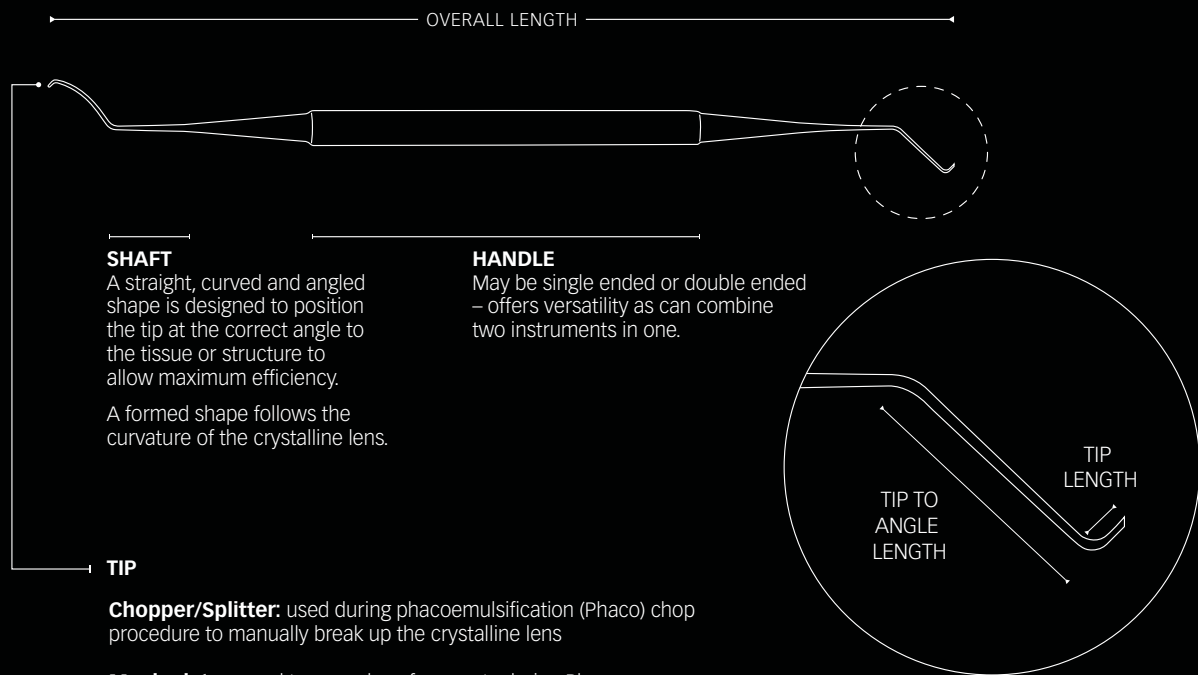 OVERALL LENGTH
SHAFT
A straight, curved and angled
shape is designed to position
the tip at the correct angle to
the tissue or structure to
allow maximum efficiency.
A formed shape follows the
curvature of the crystalline lens.
HANDLE
May be single ended or double ended
– offers versatility as can combine
two instruments in one.
TIP
LENGTH
TIP TO
ANGLE
LENGTH
TIP
Chopper/Splitter: used during phacoemulsification (Phaco) chop
procedure to manually break up the crystalline lens